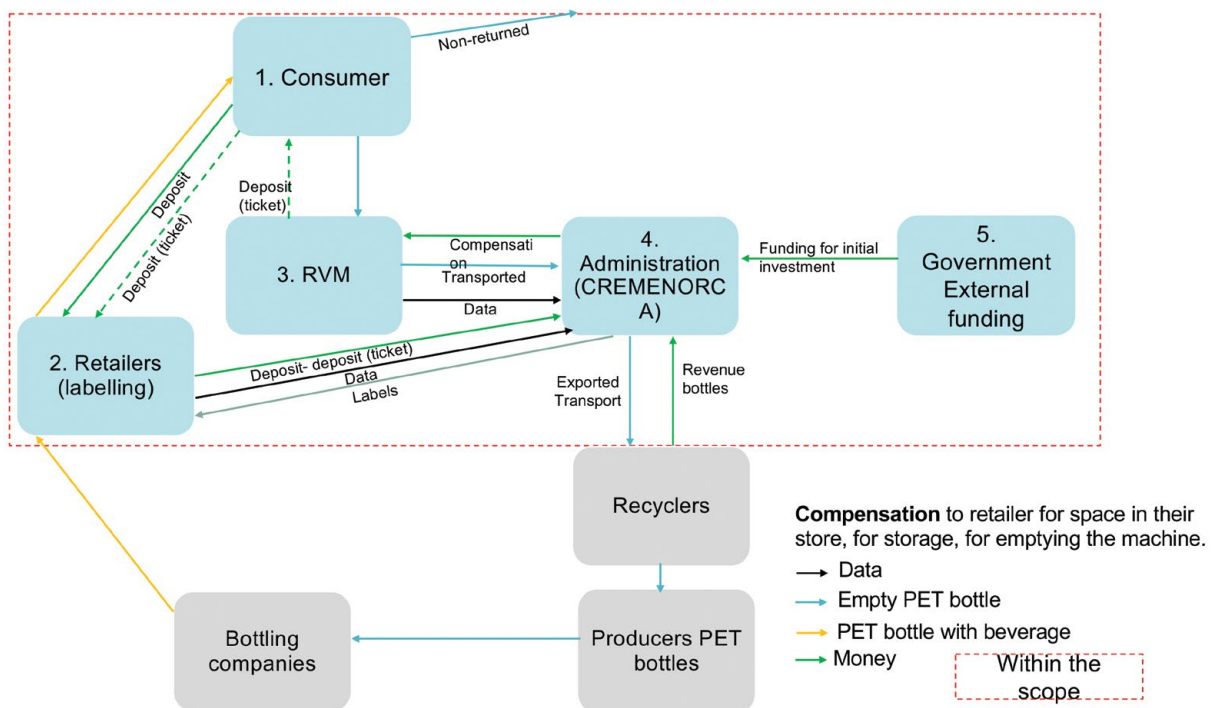 Non-returned
1. Consumer
Deposit
Deposit (ticket)
Deposit
(ticket)
3. RVM
Compensati
on
Transported
Data
4.
Administration
(CREMENORC
A)
Funding for initial
investment
5.
Government
External
funding
2. Retailers
(labelling)
Deposit- deposit (ticket)
Data
Labels
Exported
Transport
Revenue
bottles
Recyclers
Bottling
companies
Producers PET
bottles
Compensation to retailer for space in their
store, for storage, for emptying the machine.
Data
Empty PET bottle
PET bottle with beverage
Money
Within the
scope